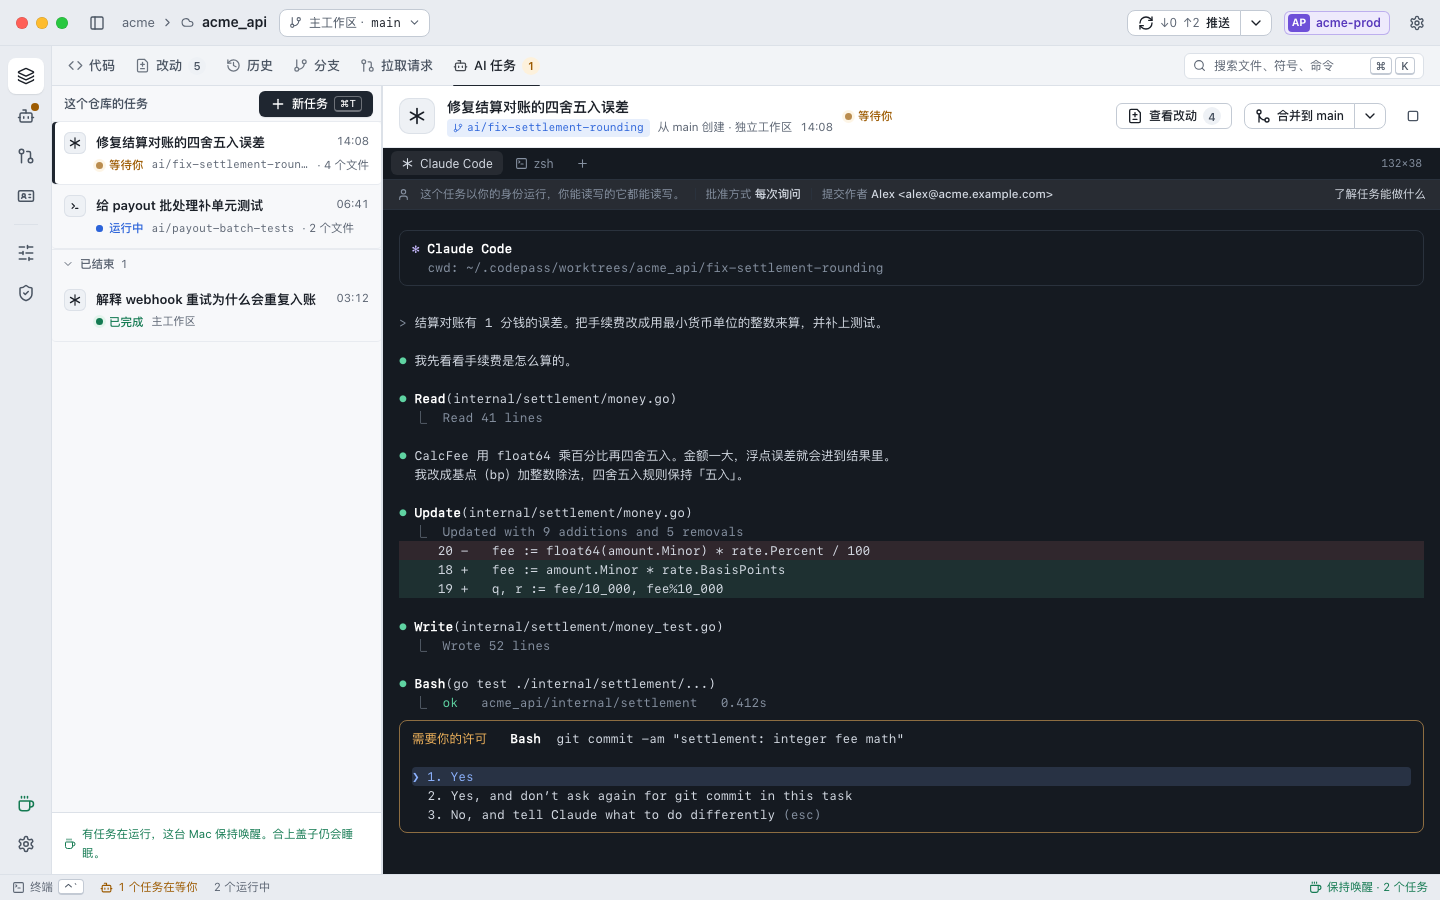 acme
acme_api
主工作区 · main
↓0 ↑2 推送
AP acme-prod
代码
改动 5
历史
分支
拉取请求
AI 任务 1
搜索文件、符号、命令 ⌘ K
这个仓库的任务
新任务 ⌘T
修复结算对账的四舍五入误差 14:08
等待你 ai/fix-settlement-roun… · 4 个文件
给 payout 批处理补单元测试 06:41
运行中 ai/payout-batch-tests · 2 个文件
已结束 1
解释 webhook 重试为什么会重复入账 03:12
已完成 主工作区
有任务在运行，这台 Mac 保持唤醒。合上盖子仍会睡
眠。
修复结算对账的四舍五入误差
ai/fix-settlement-rounding 从 main 创建 · 独立工作区 14:08
等待你
查看改动 4
合并到 main
Claude Code
zsh
132×38
这个任务以你的身份运行，你能读写的它都能读写。 批准方式 每次询问 提交作者 Alex <alex@acme.example.com>
了解任务能做什么
✻ Claude Code
cwd: ~/.codepass/worktrees/acme_api/fix-settlement-rounding
> 结算对账有 1 分钱的误差。把手续费改成用最小货币单位的整数来算，并补上测试。
● 我先看看手续费是怎么算的。
● Read(internal/settlement/money.go)
⎿ Read 41 lines
● CalcFee 用 float64 乘百分比再四舍五入。金额一大，浮点误差就会进到结果里。
我改成基点（bp）加整数除法，四舍五入规则保持「五入」。
● Update(internal/settlement/money.go)
⎿ Updated with 9 additions and 5 removals
20 − fee := float64(amount.Minor) * rate.Percent / 100
18 + fee := amount.Minor * rate.BasisPoints
19 + q, r := fee/10_000, fee%10_000
● Write(internal/settlement/money_test.go)
⎿ Wrote 52 lines
● Bash(go test ./internal/settlement/...)
⎿ ok acme_api/internal/settlement 0.412s
需要你的许可 Bash git commit −am "settlement: integer fee math"
❯ 1. Yes
2. Yes, and don’t ask again for git commit in this task
3. No, and tell Claude what to do differently (esc)
终端 ⌃`
1 个任务在等你
2 个运行中
保持唤醒 · 2 个任务